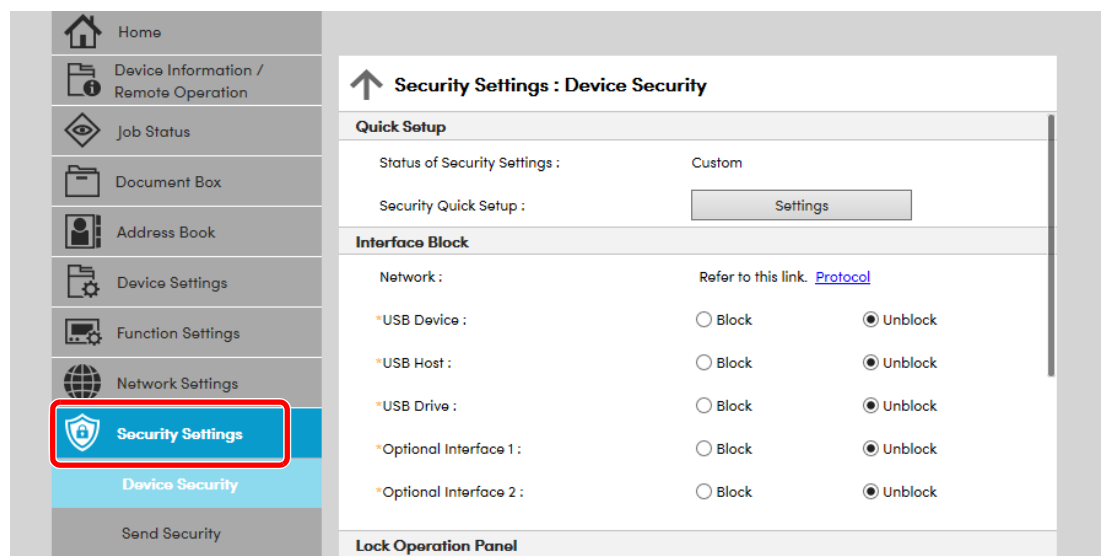 Home
Device Information /
Remote Operation
Job Status
Document Box
Address Book
Device Settings
Function Settings
Network Settings
Security Settings
Device Security
Send Security
Security Settings : Device Security
Quick Setup
Status of Security Settings : Custom
Security Quick Setup : Settings
Interface Block
Network : Refer to this link. Protocol
*USB Device : Block Unblock
*USB Host : Block Unblock
*USB Drive : Block Unblock
*Optional Interface 1 : Block Unblock
*Optional Interface 2 : Block Unblock
Lock Operation Panel